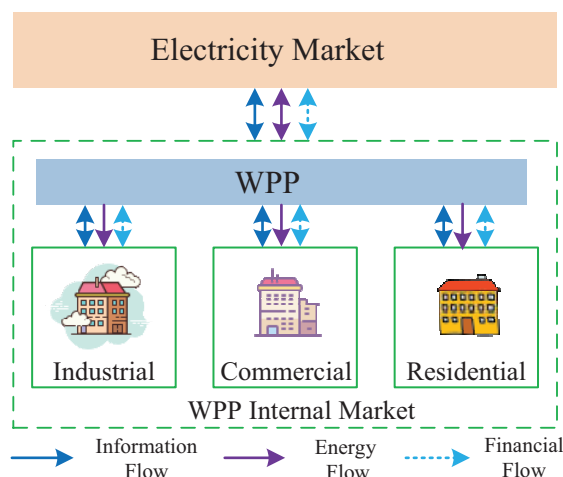 Electricity Market
WPP
Industrial
Commercial
Residential
WPP Internal Market
Information
Flow
Energy
Flow
Financial
Flow